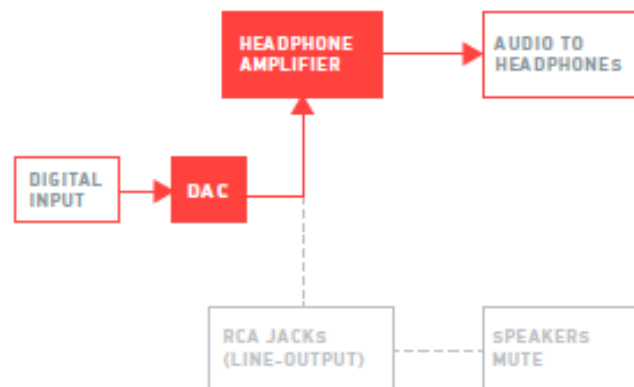 HEADPHONE
AMPLIFIER
AUDIO TO
HEADPHONEs
DIGITAL
INPUT
DAC
RCA JACKs
(LINE-OUTPUT)
sPEAKERs
MUTE